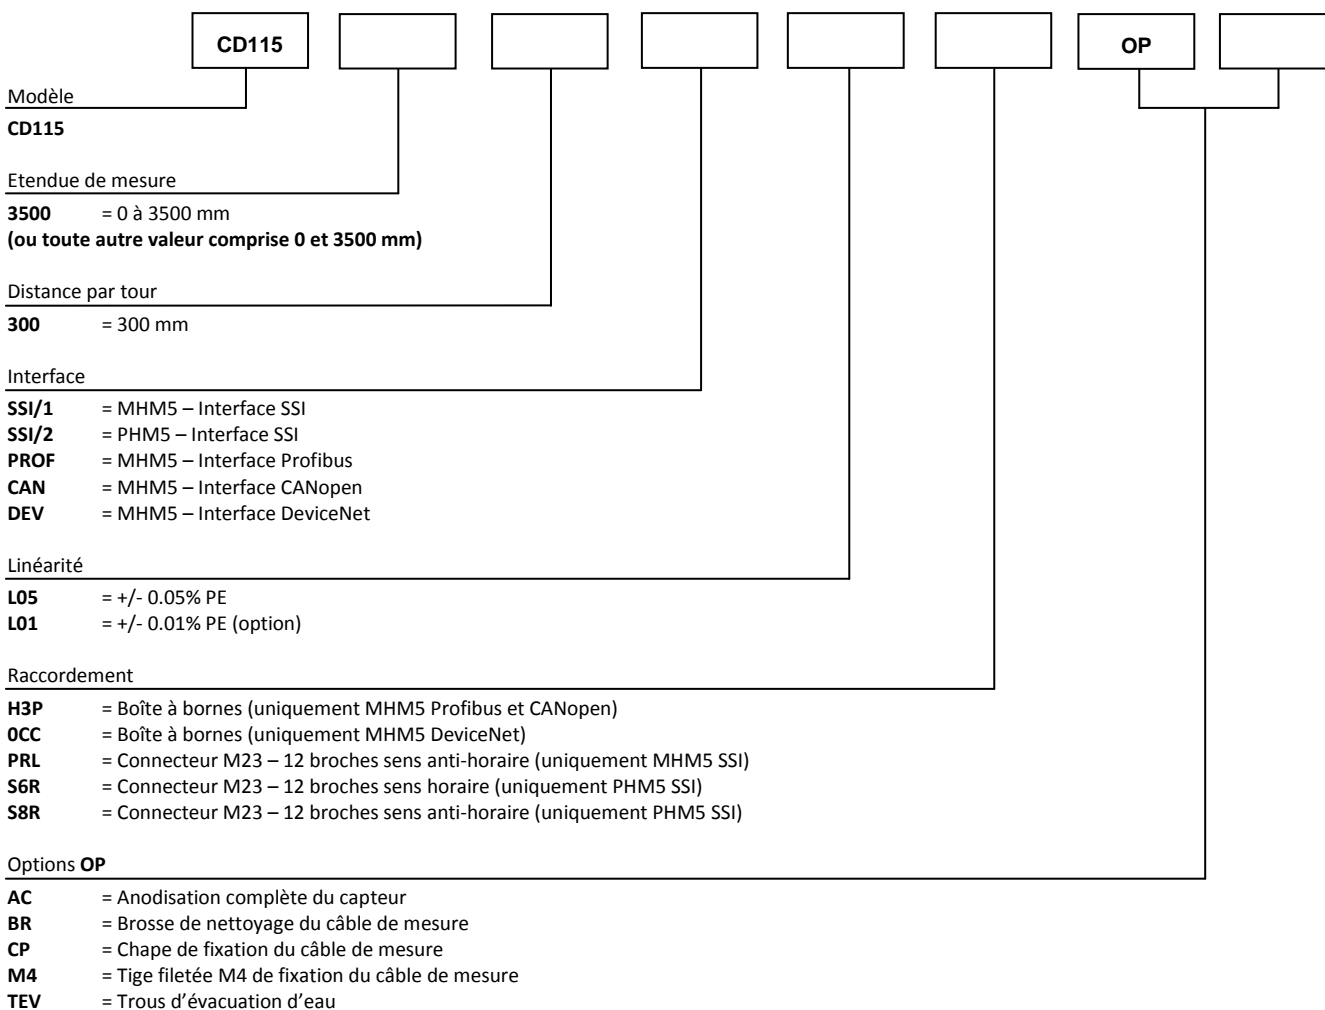 CD115 OP
Modèle
CD115
Etendue de mesure
3500 = 0 à 3500 mm
(ou toute autre valeur comprise 0 et 3500 mm)
Distance par tour
300 = 300 mm
Interface
SSI/1 = MHM5 – Interface SSI
SSI/2 = PHM5 – Interface SSI
PROF = MHM5 – Interface Profibus
CAN = MHM5 – Interface CANopen
DEV = MHM5 – Interface DeviceNet
Linéarité
L05 = +/- 0.05% PE
L01 = +/- 0.01% PE (option)
Raccordement
H3P = Boîte à bornes (uniquement MHM5 Profibus et CANopen)
0CC = Boîte à bornes (uniquement MHM5 DeviceNet)
PRL = Connecteur M23 – 12 broches sens anti-horaire (uniquement MHM5 SSI)
S6R = Connecteur M23 – 12 broches sens horaire (uniquement PHM5 SSI)
S8R = Connecteur M23 – 12 broches sens anti-horaire (uniquement PHM5 SSI)
Options OP
AC = Anodisation complète du capteur
BR = Brosse de nettoyage du câble de mesure
CP = Chape de fixation du câble de mesure
M4 = Tige filetée M4 de fixation du câble de mesure
TEV = Trous d’évacuation d’eau